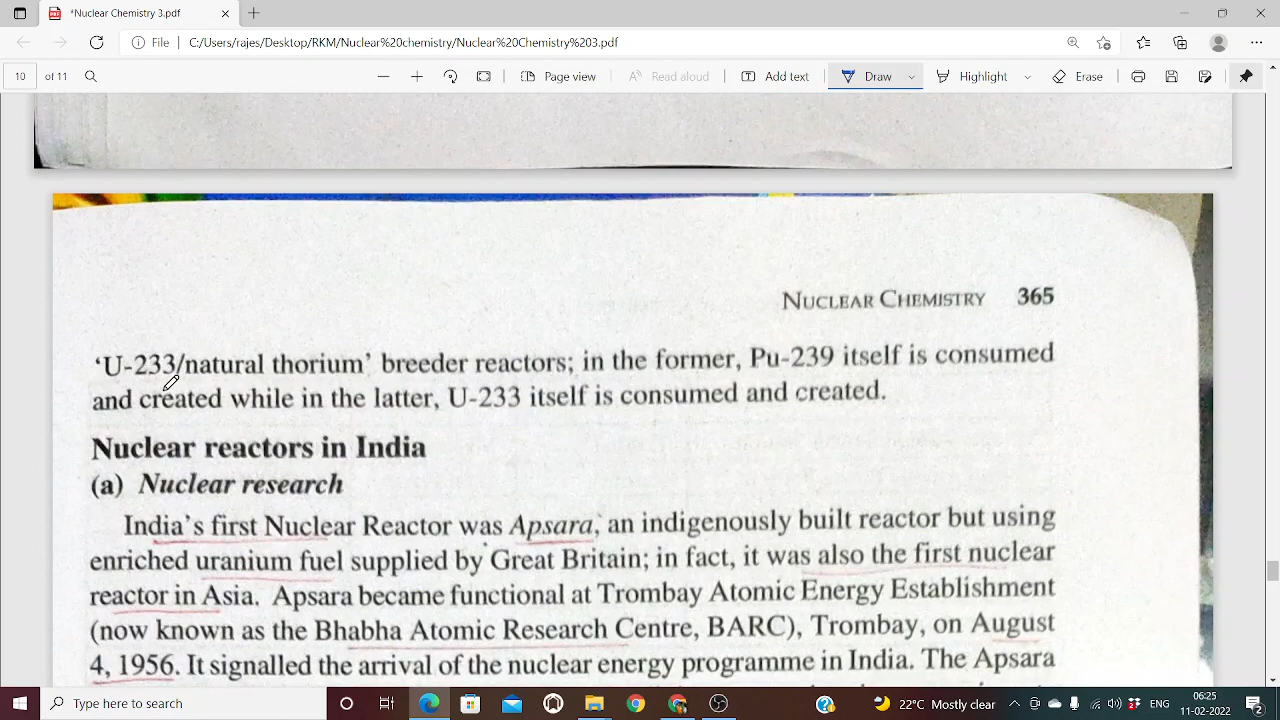 *Nuclear Chemistry 3.pdf
File | C:/Users/rajes/Desktop/RKM/Nuclear%20chemistry/Nuclear%20Chemistry%203.pdf
10 of 11 Page view Read aloud Add text Draw Highlight Erase
NUCLEAR CHEMISTRY 365
‘U-233/natural thorium’ breeder reactors; in the former, Pu-239 itself is consumed
and created while in the latter, U-233 itself is consumed and created.
Nuclear reactors in India
(a) Nuclear research
India's first Nuclear Reactor was Apsara, an indigenously built reactor but using
enriched uranium fuel supplied by Great Britain; in fact, it was also the first nuclear
reactor in Asia. Apsara became functional at Trombay Atomic Energy Establishment
(now known as the Bhabha Atomic Research Centre, BARC), Trombay, on August
4, 1956. It signalled the arrival of the nuclear energy programme in India. The Apsara
Type here to search
22°C Mostly clear
ENG
06:25
11-02-2022